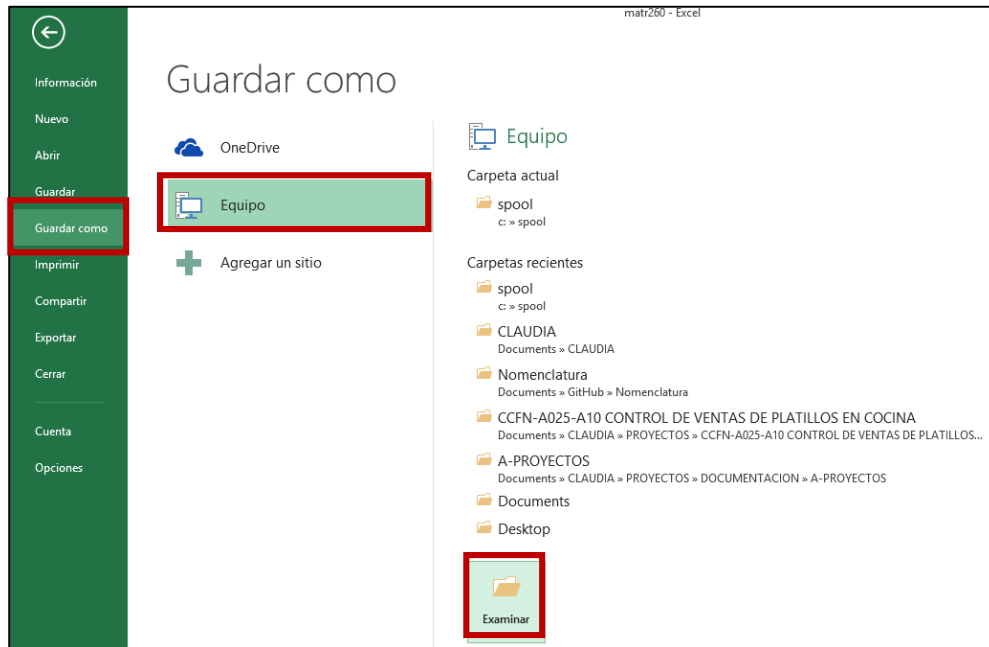 matr260 - Excel
Información
Nuevo
Abrir
Guardar
Guardar como
Imprimir
Compartir
Exportar
Cerrar
Cuenta
Opciones
Guardar como
OneDrive
Equipo
Agregar un sitio
Equipo
Carpeta actual
spool
c: » spool
Carpetas recientes
spool
c: » spool
CLAUDIA
Documents » CLAUDIA
Nomenclatura
Documents » GitHub » Nomenclatura
CCFN-A025-A10 CONTROL DE VENTAS DE PLATILLOS EN COCINA
Documents » CLAUDIA » PROYECTOS » CCFN-A025-A10 CONTROL DE VENTAS DE PLATILLOS...
A-PROYECTOS
Documents » CLAUDIA » PROYECTOS » DOCUMENTACION » A-PROYECTOS
Documents
Desktop
Examinar